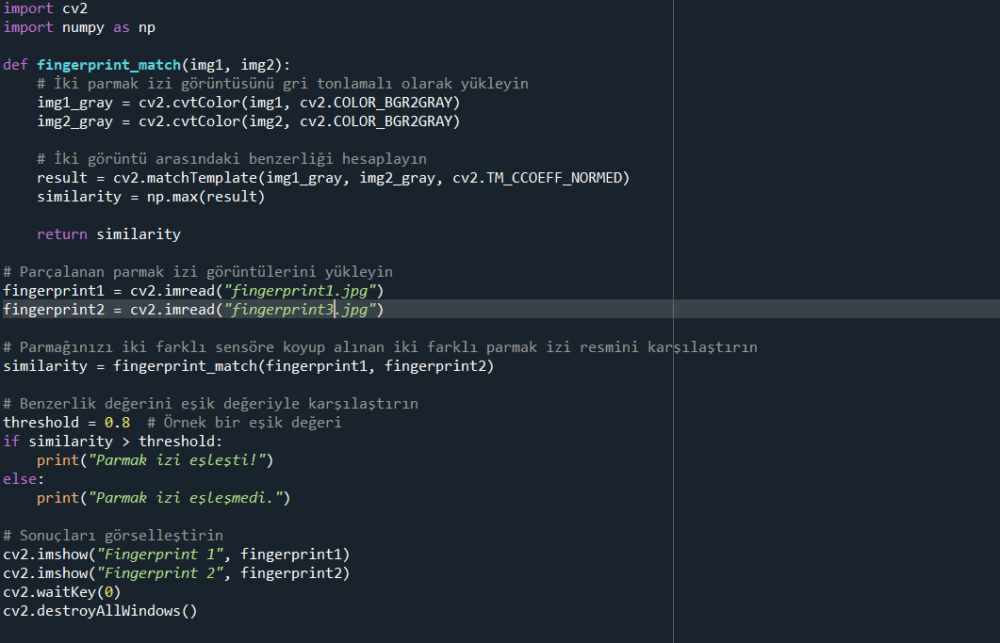 import cv2
import numpy as np
def fingerprint_match(img1, img2):
    # İki parmak izi görüntüsünü gri tonlamalı olarak yükleyin
    img1_gray = cv2.cvtColor(img1, cv2.COLOR_BGR2GRAY)
    img2_gray = cv2.cvtColor(img2, cv2.COLOR_BGR2GRAY)
    # İki görüntü arasındaki benzerliği hesaplayın
    result = cv2.matchTemplate(img1_gray, img2_gray, cv2.TM_CCOEFF_NORMED)
    similarity = np.max(result)
    return similarity
# Parçalanan parmak izi görüntülerini yükleyin
fingerprint1 = cv2.imread("fingerprint1.jpg")
fingerprint2 = cv2.imread("fingerprint3.jpg")
# Parmağınızı iki farklı sensöre koyup alınan iki farklı parmak izi resmini karşılaştırın
similarity = fingerprint_match(fingerprint1, fingerprint2)
# Benzerlik değerini eşik değeriyle karşılaştırın
threshold = 0.8  # Örnek bir eşik değeri
if similarity > threshold:
    print("Parmak izi eşleşti!")
else:
    print("Parmak izi eşleşmedi.")
# Sonuçları görselleştirin
cv2.imshow("Fingerprint 1", fingerprint1)
cv2.imshow("Fingerprint 2", fingerprint2)
cv2.waitKey(0)
cv2.destroyAllWindows()